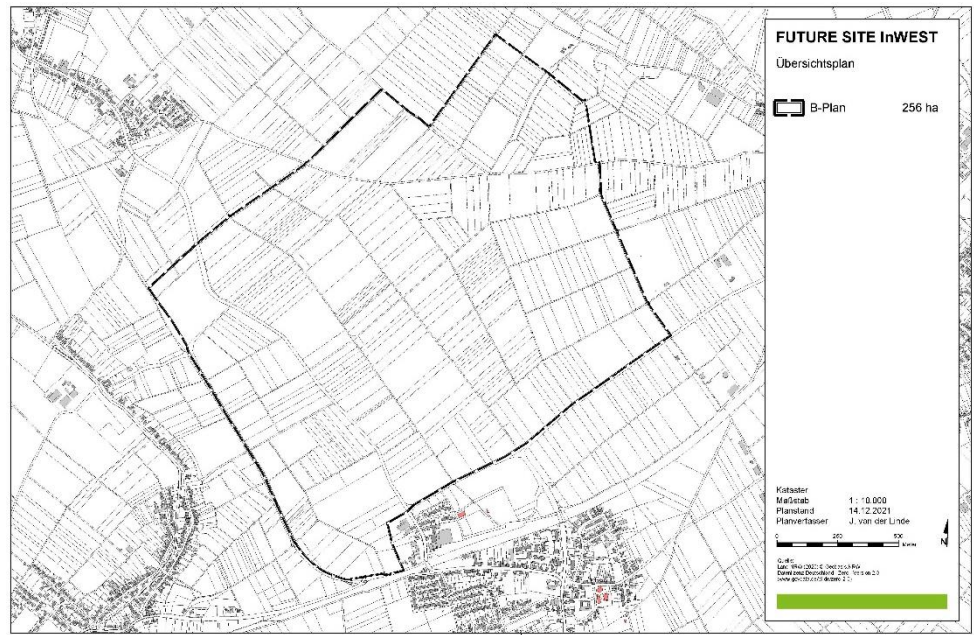 FUTURE SITE InWEST
Übersichtsplan
B-Plan 256 ha
Kataster
Maßstab 1 : 10.000
Planstand 14.12.2021
Planverfasser J. von der Linde
0 250 500
Meter
N
Quelle: